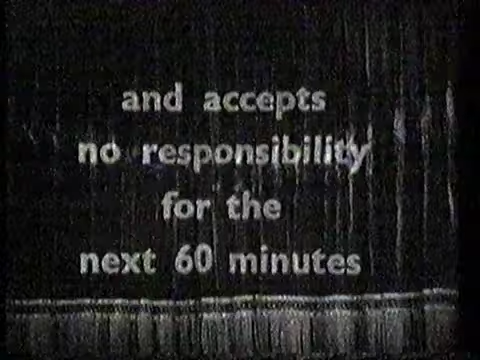 and accepts
no responsibility
for the
next 60 minutes